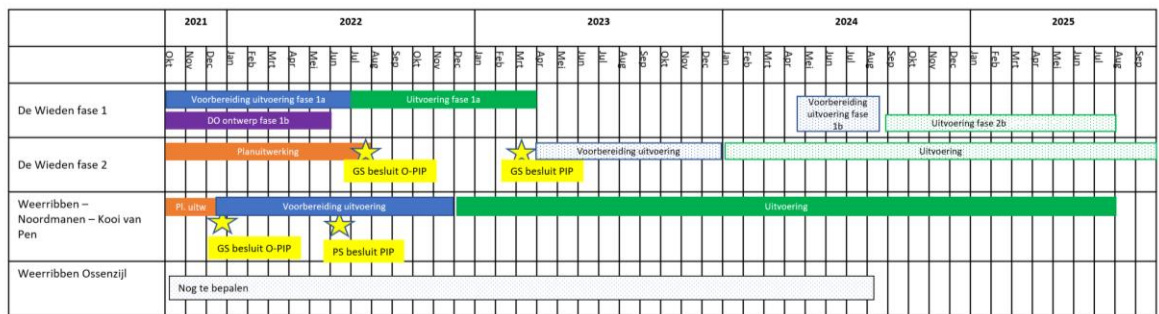 2021 2022 2023 2024 2025
Okt Nov Dec Jan Feb Mrt Apr Mei Jun Jul Aug Sep Okt Nov Dec Jan Feb Mrt Apr Mei Jun Jul Aug Sep Okt Nov Dec Jan Feb Mrt Apr Mei Jun Jul Aug Sep Okt Nov Dec Jan Feb Mrt Apr Mei Jun Jul Aug Sep
De Wieden fase 1
Voorbereiding uitvoering fase 1a
Uitvoering fase 1a
DO ontwerp fase 1b
Voorbereiding
uitvoering fase
1b
Uitvoering fase 2b
De Wieden fase 2
Planuitwerking
Voorbereiding uitvoering
Uitvoering
GS besluit O-PIP
GS besluit PIP
Weerribben –
Noordmanen – Kooi van
Pen
Pl. uitw
Voorbereiding uitvoering
Uitvoering
GS besluit O-PIP
PS besluit PIP
Weerribben Ossenzijl
Nog te bepalen